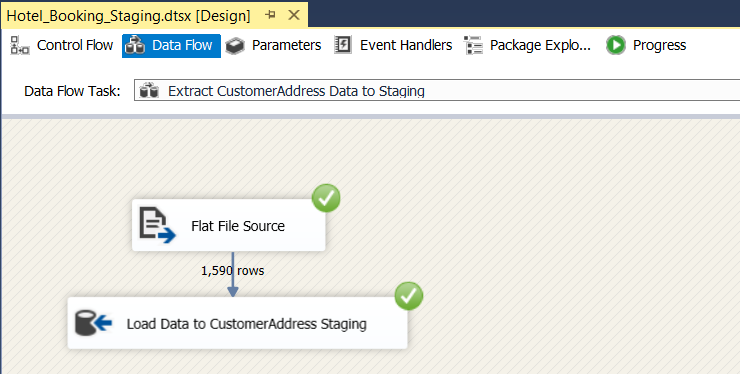 Hotel_Booking_Staging.dtsx [Design]
Control Flow Data Flow Parameters Event Handlers Package Explo... Progress
Data Flow Task: Extract CustomerAddress Data to Staging
Flat File Source
1,590 rows
Load Data to CustomerAddress Staging